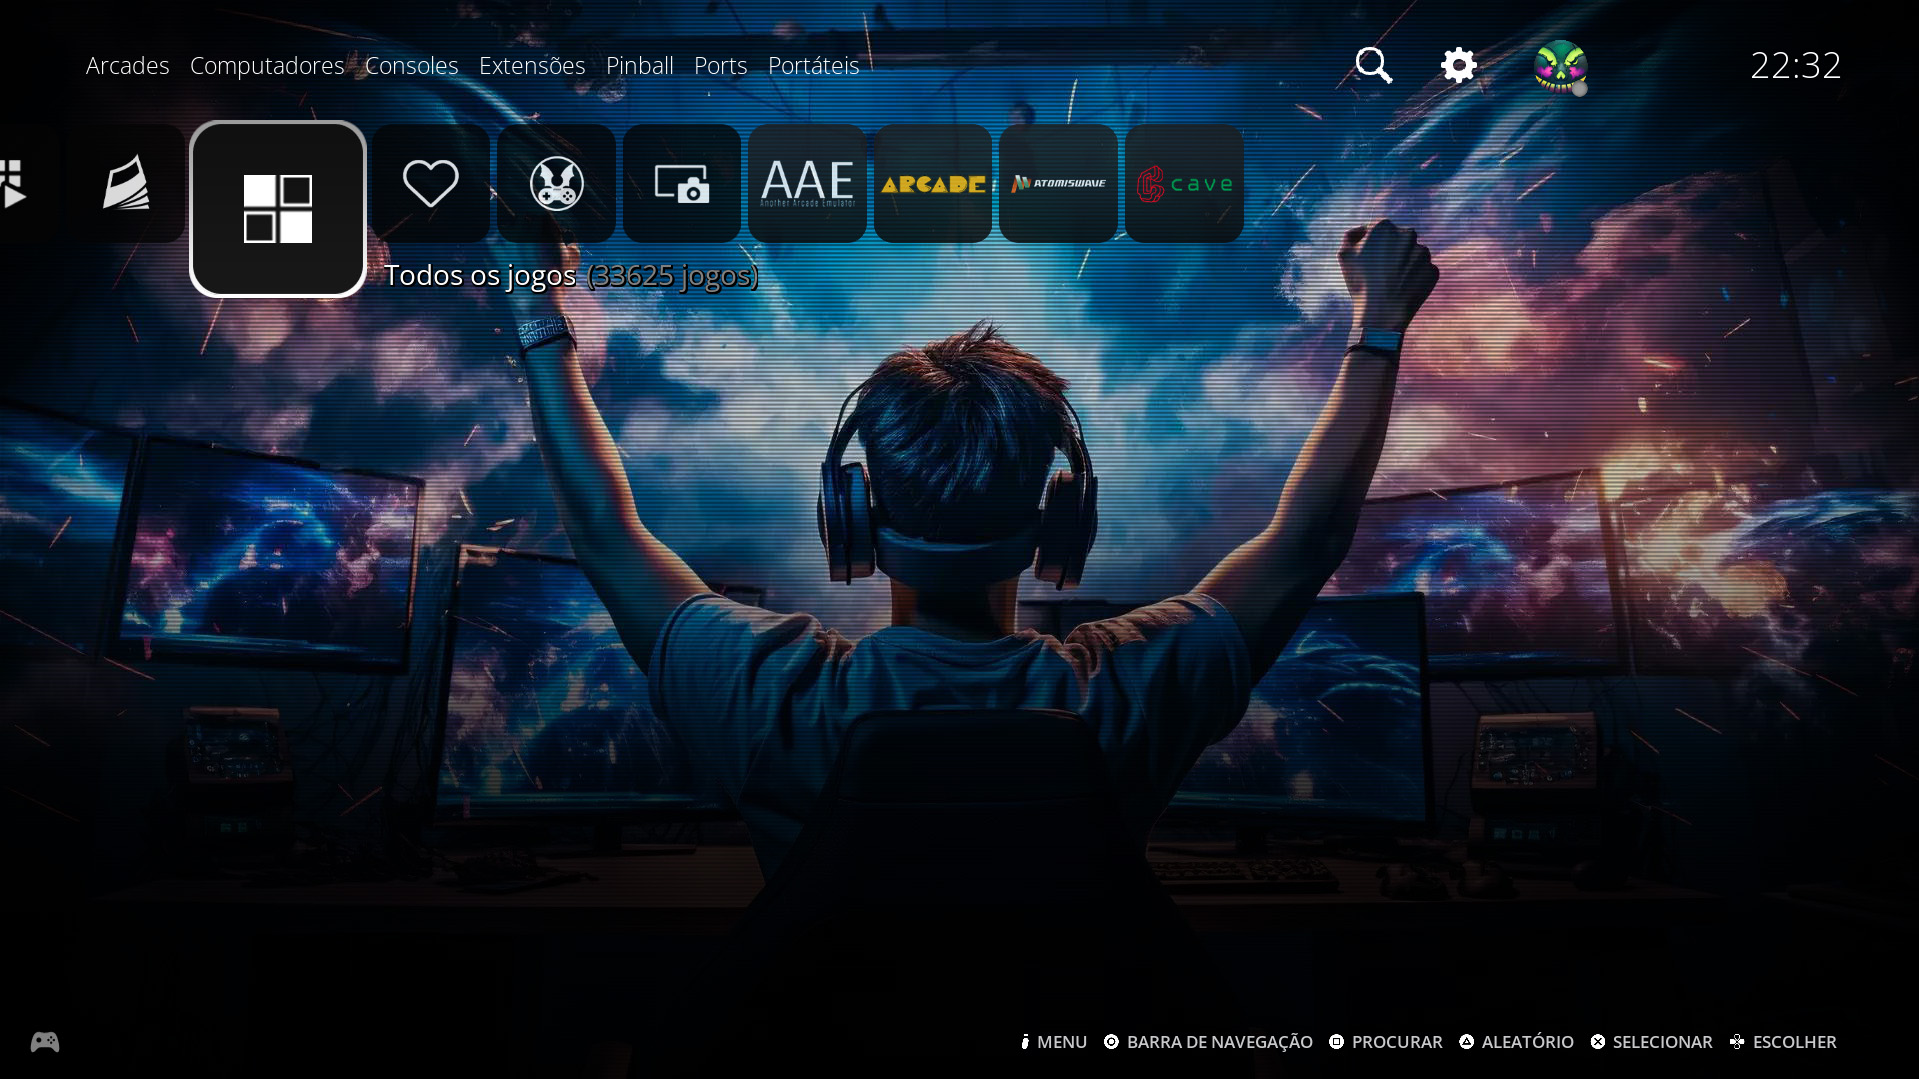 Arcades Computadores Consoles Extensões Pinball Ports Portáteis
22:32
AAE
Another Arcade Emulator
ARCADE
ATOMISWAVE
cave
Todos os jogos (33625 jogos)
MENU BARRA DE NAVEGAÇÃO PROCURAR ALEATÓRIO SELECIONAR ESCOLHER